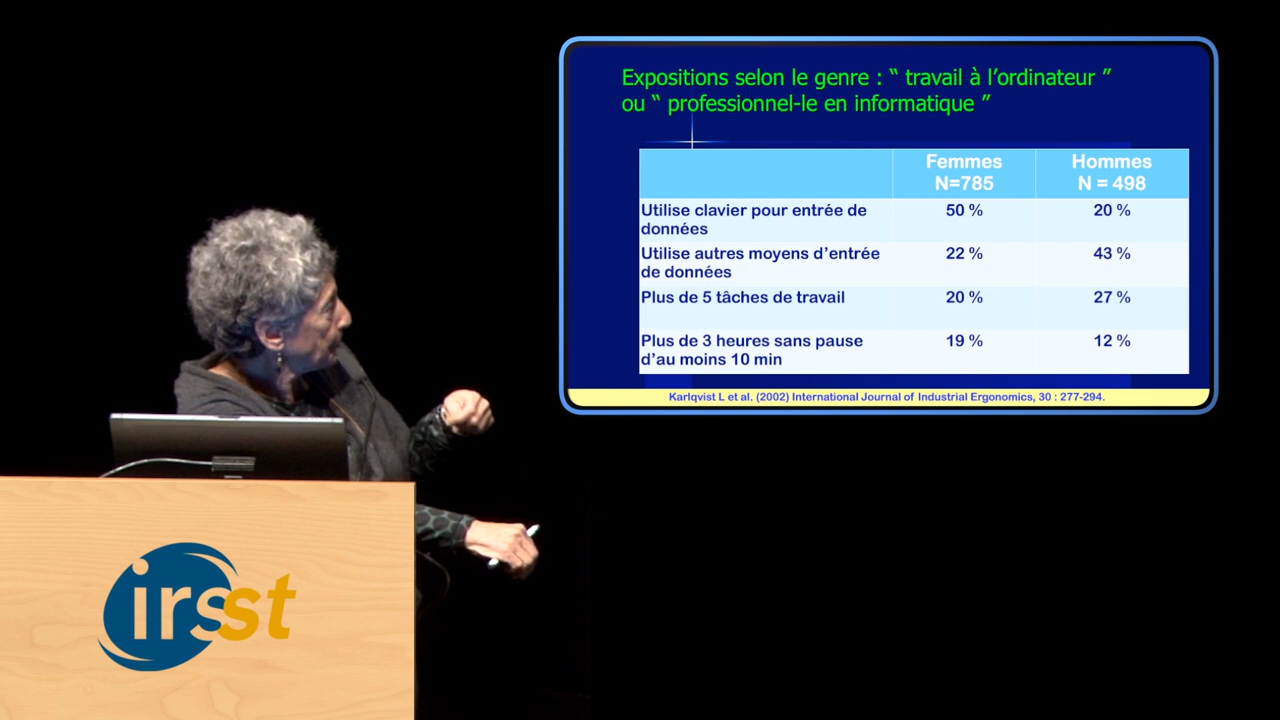 Expositions selon le genre : “ travail à l’ordinateur ”
ou “ professionnel-le en informatique ”
Femmes Hommes
N=785 N = 498
Utilise clavier pour entrée de 50 % 20 %
données
Utilise autres moyens d’entrée 22 % 43 %
de données
Plus de 5 tâches de travail 20 % 27 %
Plus de 3 heures sans pause 19 % 12 %
d’au moins 10 min
Karlqvist L et al. (2002) International Journal of Industrial Ergonomics, 30 : 277-294.
irsst